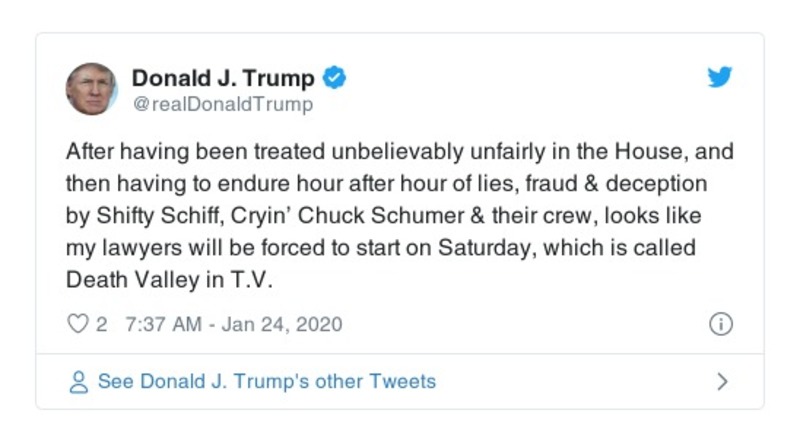 Donald J. Trump
@realDonaldTrump
After having been treated unbelievably unfairly in the House, and
then having to endure hour after hour of lies, fraud & deception
by Shifty Schiff, Cryin’ Chuck Schumer & their crew, looks like
my lawyers will be forced to start on Saturday, which is called
Death Valley in T.V.
2 7:37 AM - Jan 24, 2020
See Donald J. Trump's other Tweets